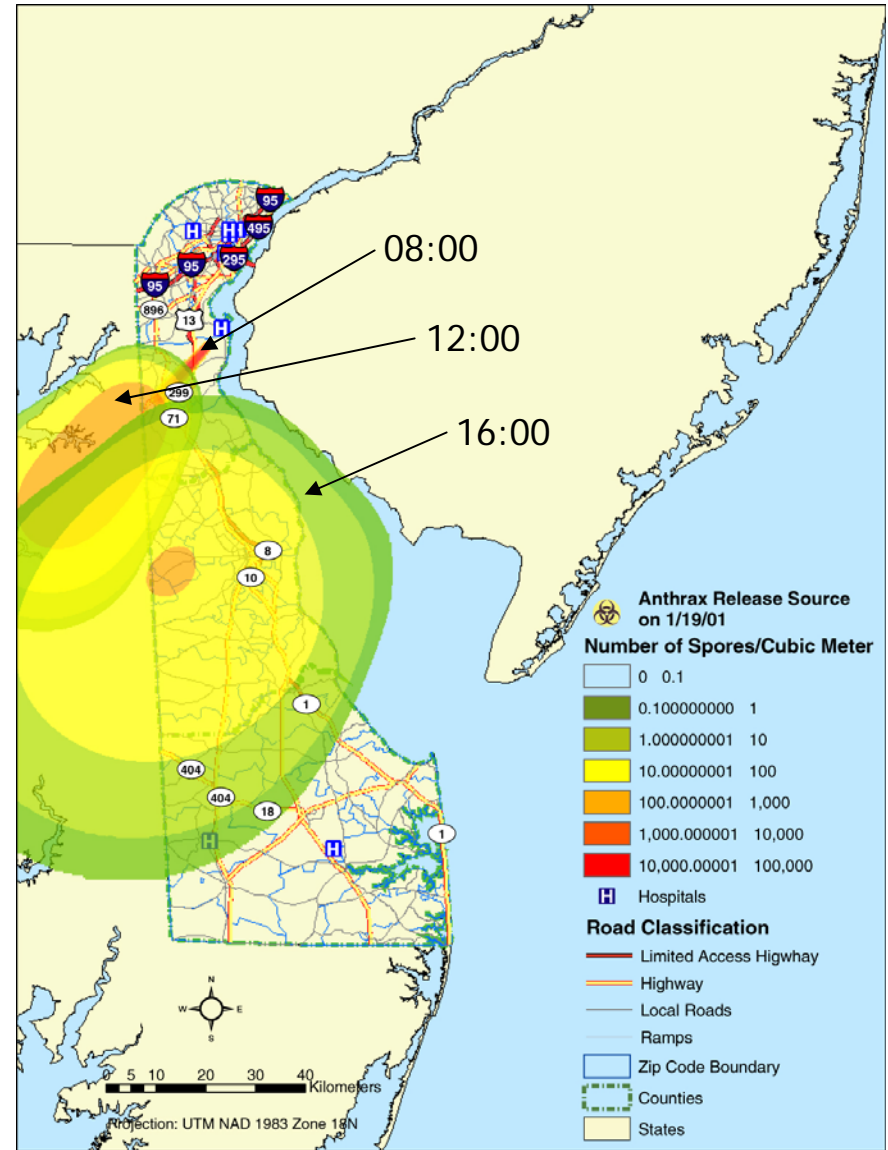 95
495
H
H
H
95
295
95
08:00
896
13
H
12:00
299
71
16:00
8
10
1
404
404
18
1
H
H
Anthrax Release Source
on 1/19/01
Number of Spores/Cubic Meter
0 0.1
0.100000000 1
1.000000001 10
10.00000001 100
100.0000001 1,000
1,000.000001 10,000
10,000.00001 100,000
H Hospitals
Road Classification
Limited Access Higwhay
Highway
Local Roads
Ramps
Zip Code Boundary
Counties
States
N
W E
S
0 5 10 20 30 40
Kilometers
Projection: UTM NAD 1983 Zone 18N